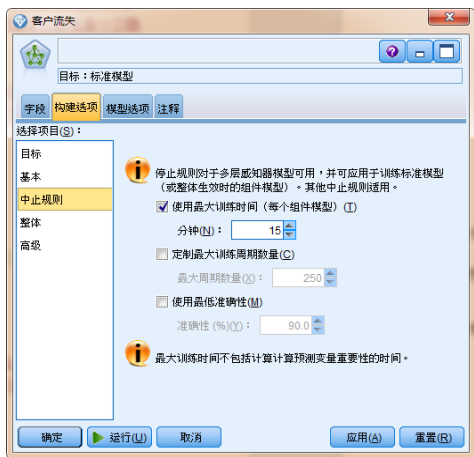 客户流失
目标：标准模型
字段 构建选项 模型选项 注释
选择项目(S)：
目标
基本
中止规则
整体
高级
停止规则对于多层感知器模型可用，并可应用于训练标准模型
（或整体生效时的组件模型）。其他中止规则适用。
使用最大训练时间（每个组件模型）(T)
分钟(N)： 15
定制最大训练周期数量(C)
最大周期数量(X)： 250
使用最低准确性(M)
准确性 (%)(Y)： 90.0
最大训练时间不包括计算计算预测变量重要性的时间。
确定 运行(U) 取消 应用(A) 重置(R)